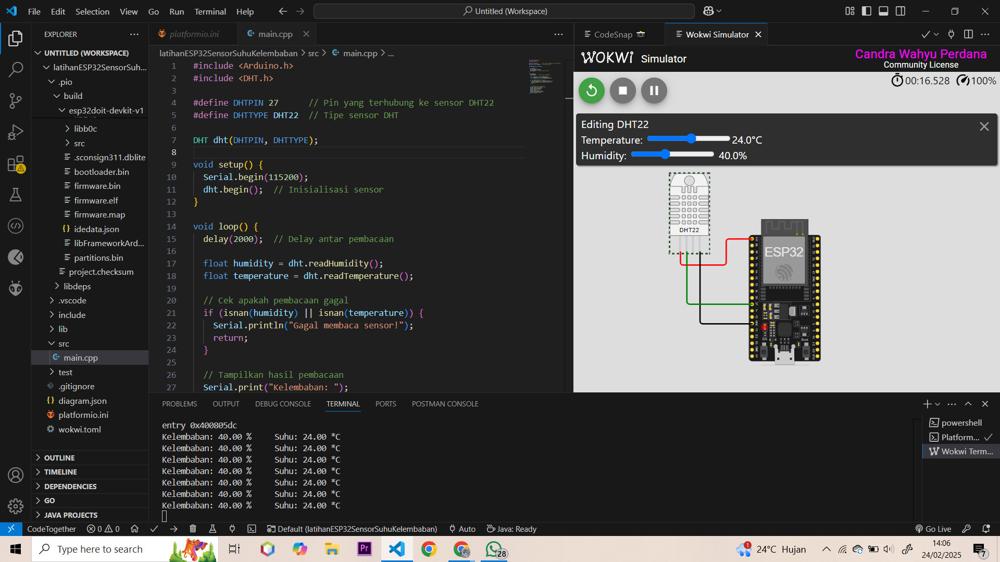 File Edit Selection View Go Run Terminal Help
Untitled (Workspace)
EXPLORER
UNTITLED (WORKSPACE)
latihanESP32SensorSuh...
.pio
build
esp32doit-devkit-v1
libb0c
src
.sconsign311.dblite
bootloader.bin
firmware.bin
firmware.elf
firmware.map
idedata.json
libFrameworkArd...
partitions.bin
project.checksum
libdeps
.vscode
include
lib
src
main.cpp
test
.gitignore
diagram.json
platformio.ini
wokwi.toml
OUTLINE
TIMELINE
DEPENDENCIES
GO
JAVA PROJECTS
platformio.ini main.cpp
latihanESP32SensorSuhuKelembaban > src > main.cpp > ...
1 #include <Arduino.h>
2 #include <DHT.h>
3
4 #define DHTPIN 27 // Pin yang terhubung ke sensor DHT22
5 #define DHTTYPE DHT22 // Tipe sensor DHT
6
7 DHT dht(DHTPIN, DHTTYPE);
8
9 void setup() {
10 Serial.begin(115200);
11 dht.begin(); // Inisialisasi sensor
12 }
13
14 void loop() {
15 delay(2000); // Delay antar pembacaan
16
17 float humidity = dht.readHumidity();
18 float temperature = dht.readTemperature();
19
20 // Cek apakah pembacaan gagal
21 if (isnan(humidity) || isnan(temperature)) {
22 Serial.println("Gagal membaca sensor!");
23 return;
24 }
25
26 // Tampilkan hasil pembacaan
27 Serial.print("Kelembaban: ");
CodeSnap Wokwi Simulator
WOKWI Simulator
Candra Wahyu Perdana
Community License
00:16.528 100%
Editing DHT22
Temperature: 24.0°C
Humidity: 40.0%
DHT22
ESP32
EN
Boot
PROBLEMS OUTPUT DEBUG CONSOLE TERMINAL PORTS POSTMAN CONSOLE
entry 0x400805dc
Kelembaban: 40.00 % Suhu: 24.00 *C
Kelembaban: 40.00 % Suhu: 24.00 *C
Kelembaban: 40.00 % Suhu: 24.00 *C
Kelembaban: 40.00 % Suhu: 24.00 *C
Kelembaban: 40.00 % Suhu: 24.00 *C
Kelembaban: 40.00 % Suhu: 24.00 *C
Kelembaban: 40.00 % Suhu: 24.00 *C
powershell
Platform...
Wokwi Term...
CodeTogether 0 0 Default (latihanESP32SensorSuhuKelembaban) Auto Java: Ready Go Live
Type here to search
Pr
28
1
24°C Hujan
14:06
24/02/2025
7